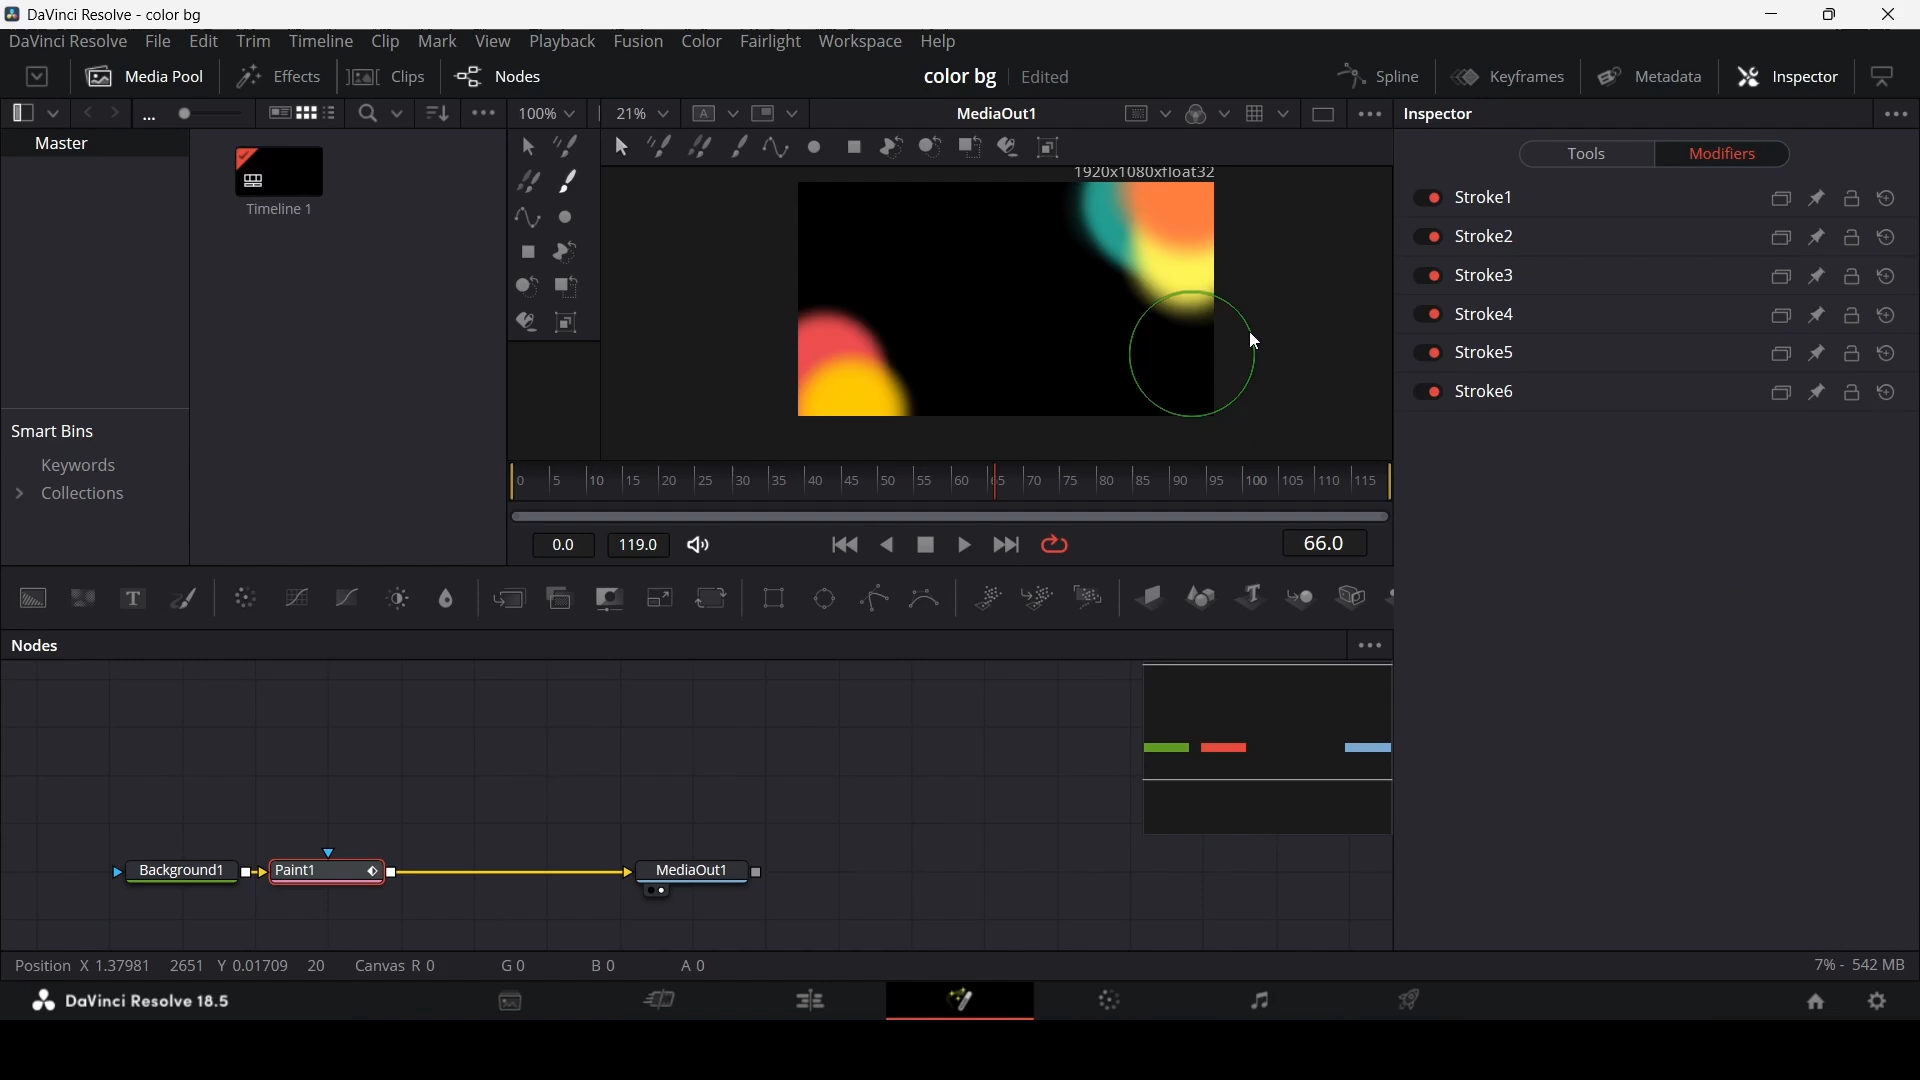 DaVinci Resolve - color bg
DaVinci Resolve File Edit Trim Timeline Clip Mark View Playback Fusion Color Fairlight Workspace Help
Media Pool Effects Clips Nodes color bg Edited Spline Keyframes Metadata Inspector
... 100% 21% A MediaOut1 Inspector
Master
Timeline 1
1920x1080xfloat32
Tools Modifiers
Stroke1
Stroke2
Stroke3
Stroke4
Stroke5
Stroke6
Smart Bins
Keywords
Collections
0 5 10 15 20 25 30 35 40 45 50 55 60 65 70 75 80 85 90 95 100 105 110 115
0.0 119.0 66.0
T T
Nodes
Background1 Paint1 MediaOut1
Position X 1.37981 2651 Y 0.01709 20 Canvas R 0 G 0 B 0 A 0 7% - 542 MB
DaVinci Resolve 18.5